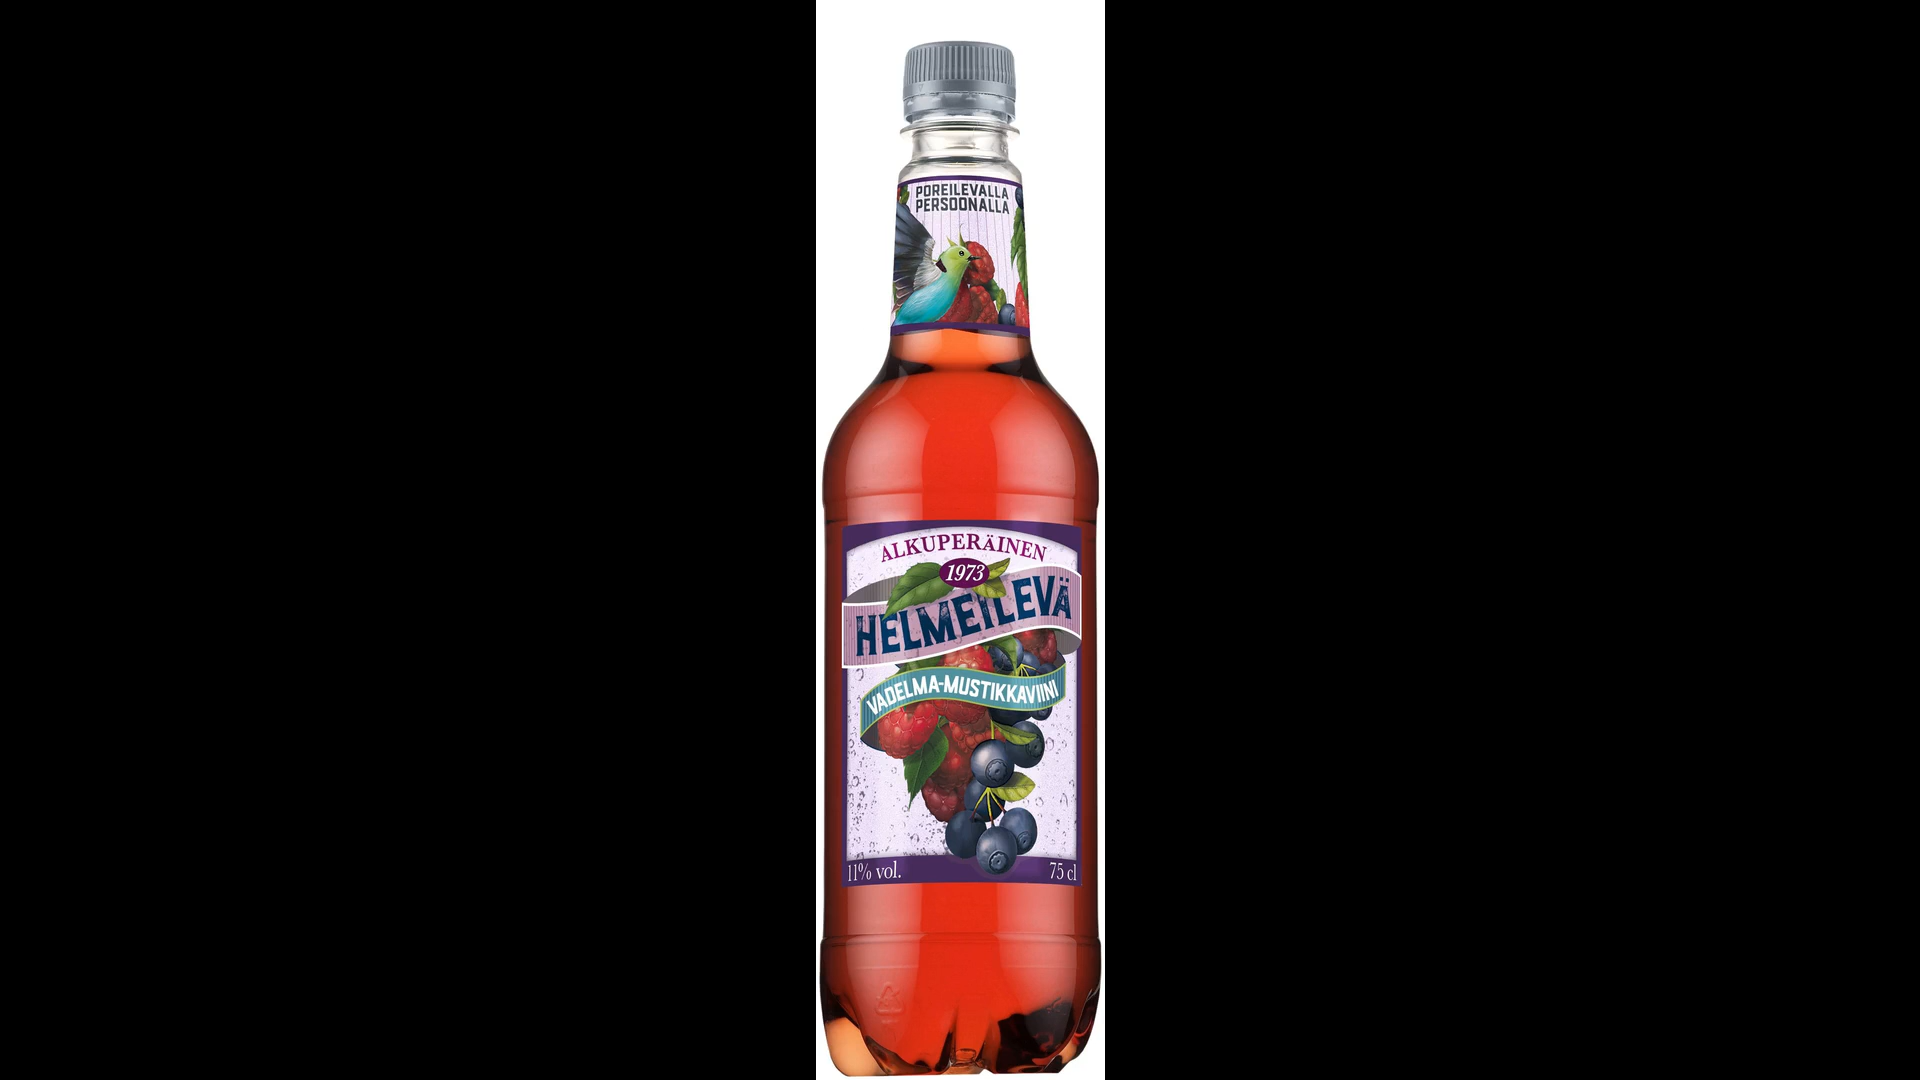 POREILEVALLA
PERSOONALLA
ALKUPERÄINEN
1973
HELMEILEVÄ
VADELMA-MUSTIKKAVIINI
11% vol.
75 cl